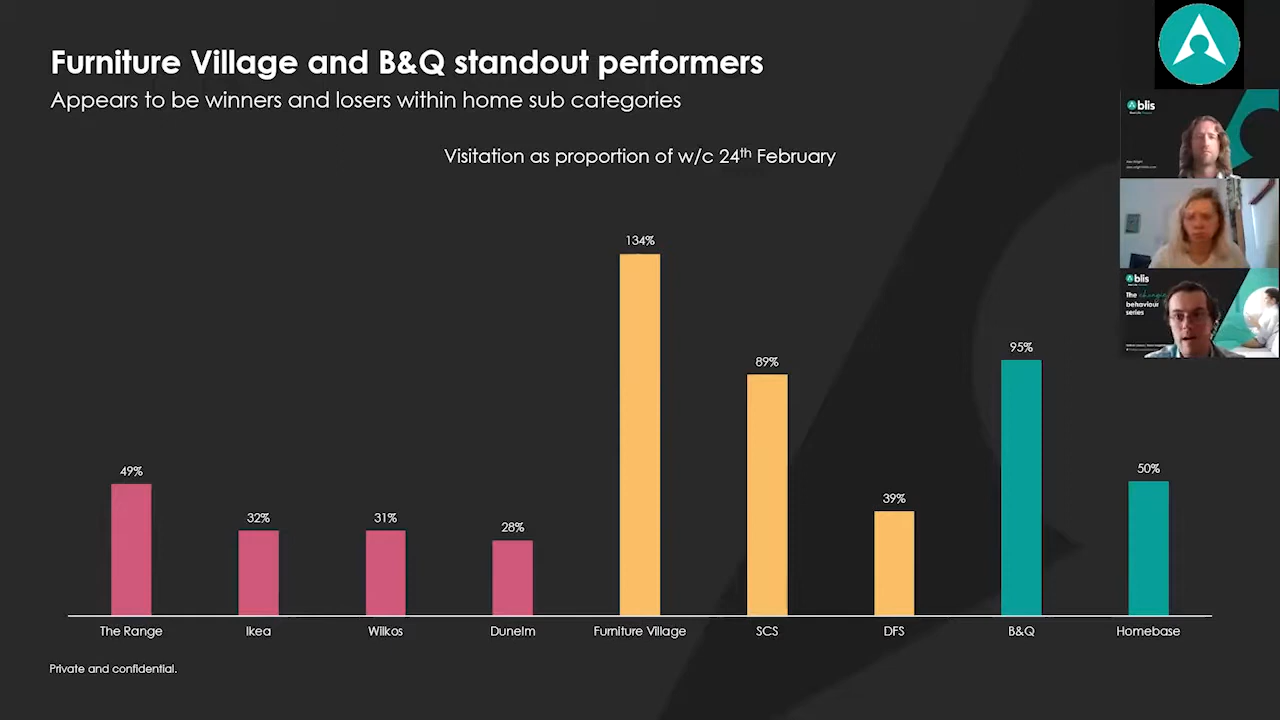 Furniture Village and B&Q standout performers
Appears to be winners and losers within home sub categories
Visitation as proportion of w/c 24th February
134%
95%
89%
49%
50%
39%
32%
31%
28%
The Range
Ikea
Wilkos
Dunelm
Furniture Village
SCS
DFS
B&Q
Homebase
Private and confidential.
blis
blis
The
behaviour
series